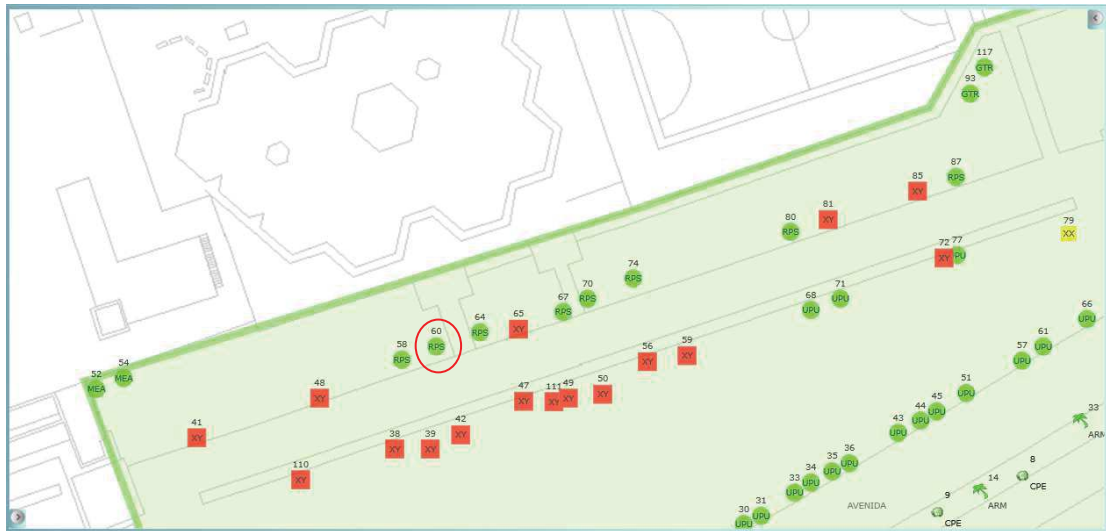 117
GTR
93
GTR
87
RPS
85
XY
81
XY
80
RPS
79
XX
77
UPU
72
XY
74
RPS
71
UPU
70
RPS
68
UPU
67
RPS
66
UPU
65
XY
64
RPS
61
UPU
60
RPS
59
XY
58
RPS
57
UPU
56
XY
54
MEA
52
MEA
51
UPU
50
XY
49
XY
111
XY
47
XY
48
XY
45
UPU
44
UPU
43
UPU
42
XY
41
XY
39
XY
38
XY
36
UPU
35
UPU
34
UPU
33
UPU
33
ARM
31
UPU
30
UPU
110
XY
14
ARM
9
CPE
8
CPE
AVENIDA